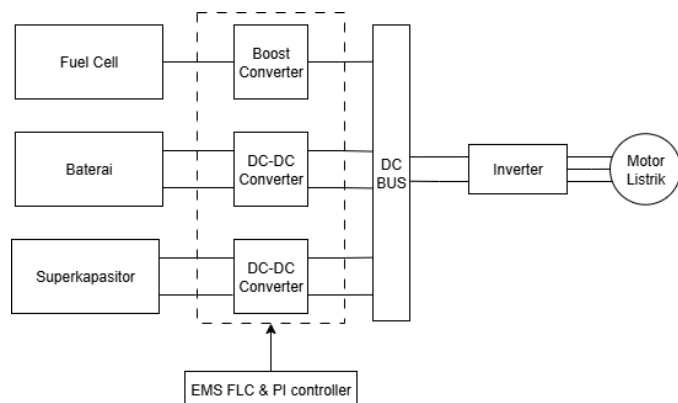 Fuel Cell
Boost
Converter
Baterai
DC-DC
Converter
DC
BUS
Inverter
Motor
Listrik
Superkapasitor
DC-DC
Converter
EMS FLC & PI controller